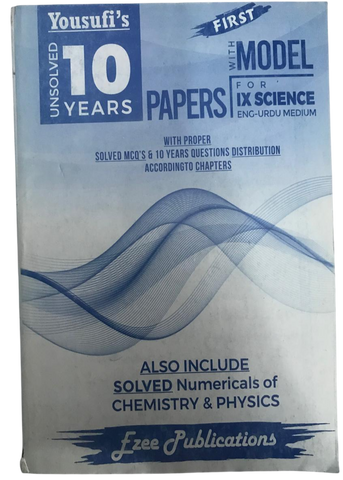 Yousufi's
UNSOLVED
10
YEARS
PAPERS
FIRST
WITH
MODEL
FOR
IX SCIENCE
ENG-URDU MEDIUM
WITH PROPER
SOLVED MCQ'S & 10 YEARS QUESTIONS DISTRIBUTION
ACCORDINGTO CHAPTERS
ALSO INCLUDE
SOLVED Numericals of
CHEMISTRY & PHYSICS
Ezee Publications